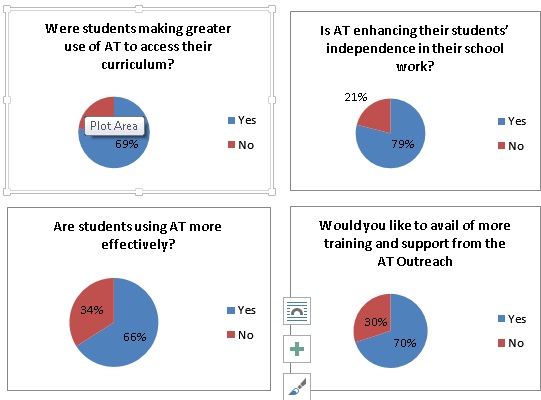 Were students making greater
use of AT to access their
curriculum?
Plot Area
69%
Yes
No
Is AT enhancing their students'
independence in their school
work?
21%
79%
Yes
No
Are students using AT more
effectively?
34%
66%
Yes
No
Would you like to avail of more
training and support from the
AT Outreach
30%
70%
Yes
No